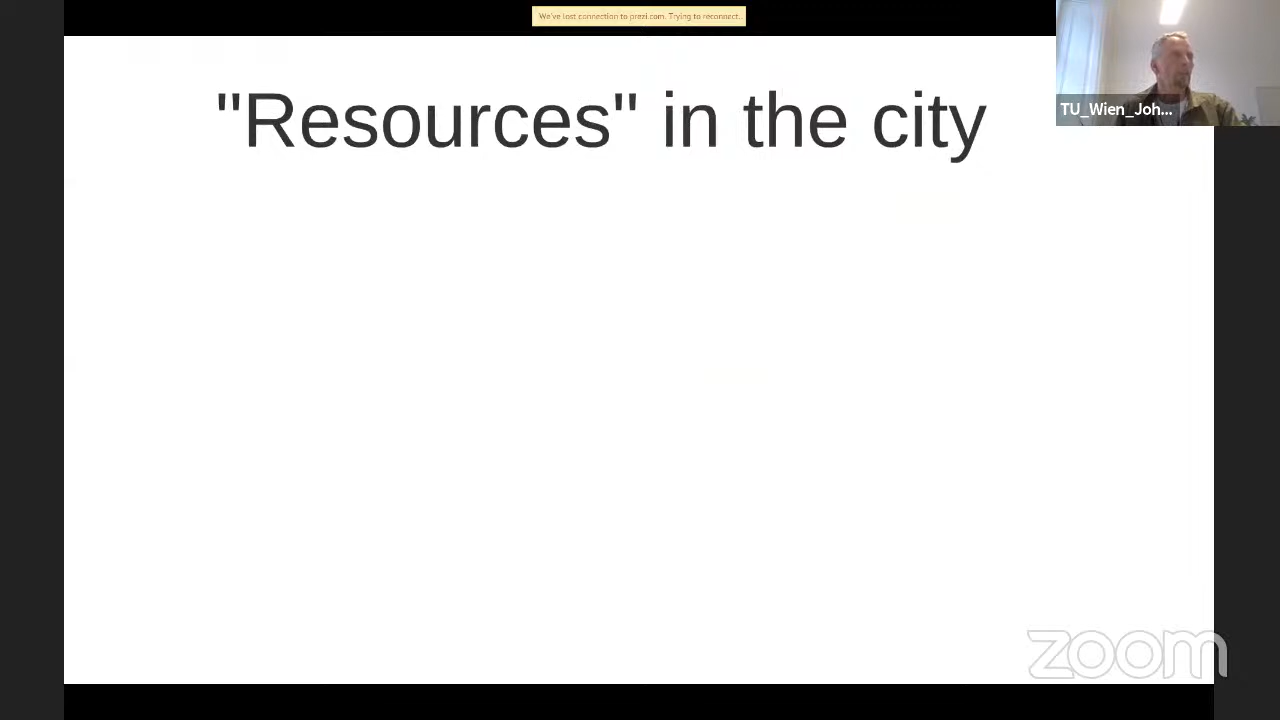 We've lost connection to prezi.com. Trying to reconnect...
"Resources" in the city
TU_Wien_Joh...
zoom